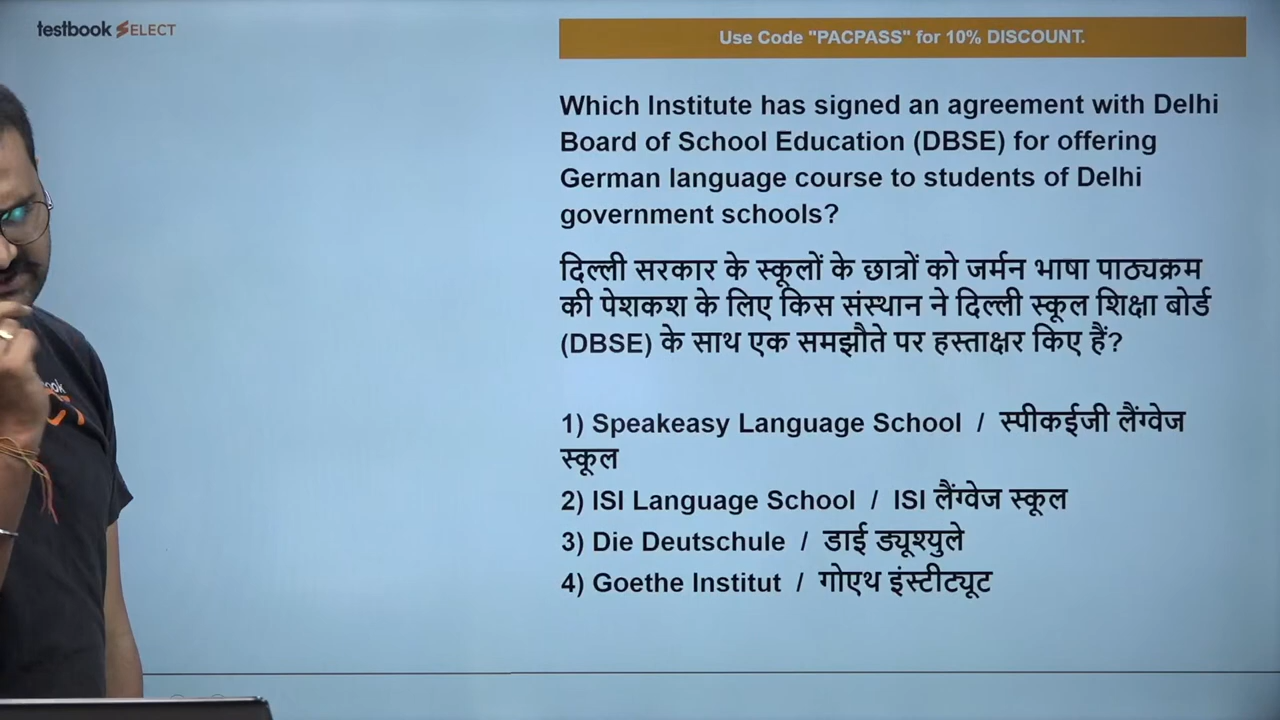 testbook SELECT
Use Code "PACPASS" for 10% DISCOUNT.
Which Institute has signed an agreement with Delhi
Board of School Education (DBSE) for offering
German language course to students of Delhi
government schools?
दिल्ली सरकार के स्कूलों के छात्रों को जर्मन भाषा पाठ्यक्रम
की पेशकश के लिए किस संस्थान ने दिल्ली स्कूल शिक्षा बोर्ड
(DBSE) के साथ एक समझौते पर हस्ताक्षर किए हैं?
1) Speakeasy Language School / स्पीकईजी लैंग्वेज
स्कूल
2) ISI Language School / ISI लैंग्वेज स्कूल
3) Die Deutschule / डाई ड्यूश्युले
4) Goethe Institut / गोएथ इंस्टीट्यूट
ook